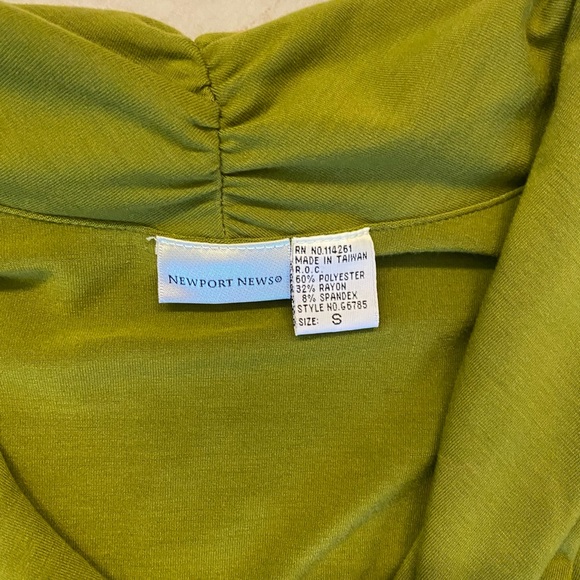 NEWPORT NEWS®
RN NO.114261
MADE IN TAIWAN
R.O.C.
60% POLYESTER
32% RAYON
8% SPANDEX
STYLE NO.G6785
SIZE: S